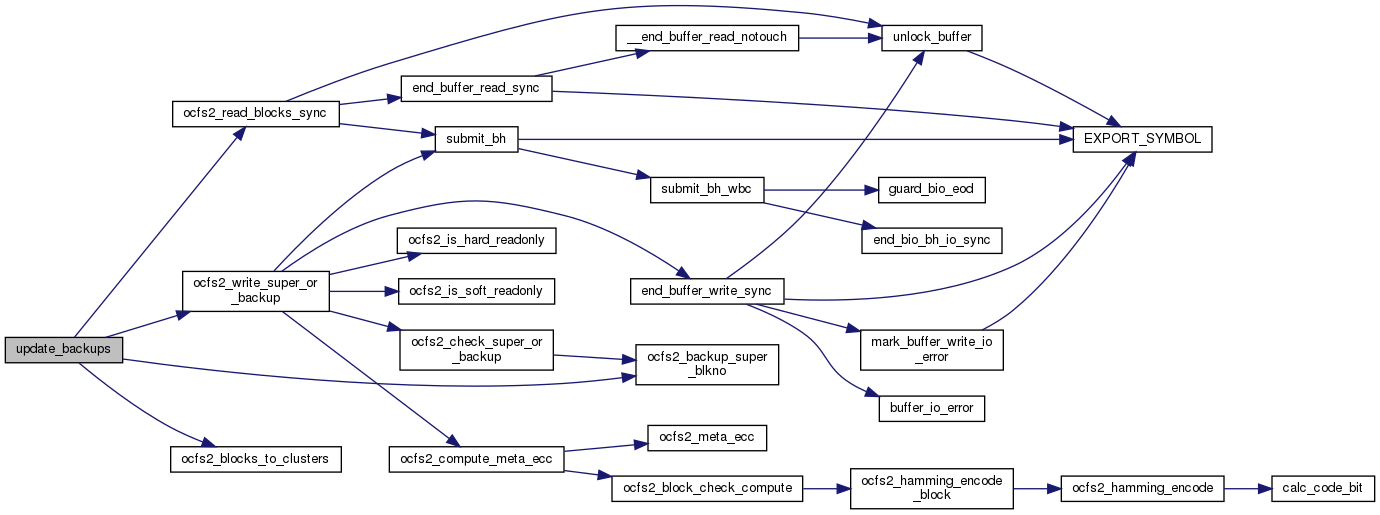 __end_buffer_read_notouch
unlock_buffer
end_buffer_read_sync
ocfs2_read_blocks_sync
submit_bh
EXPORT_SYMBOL
submit_bh_wbc
guard_bio_eod
ocfs2_is_hard_readonly
end_bio_bh_io_sync
ocfs2_write_super_or
_backup
ocfs2_is_soft_readonly
end_buffer_write_sync
update_backups
ocfs2_check_super_or
_backup
ocfs2_backup_super
_blkno
mark_buffer_write_io
_error
buffer_io_error
ocfs2_blocks_to_clusters
ocfs2_compute_meta_ecc
ocfs2_meta_ecc
ocfs2_block_check_compute
ocfs2_hamming_encode
_block
ocfs2_hamming_encode
calc_code_bit